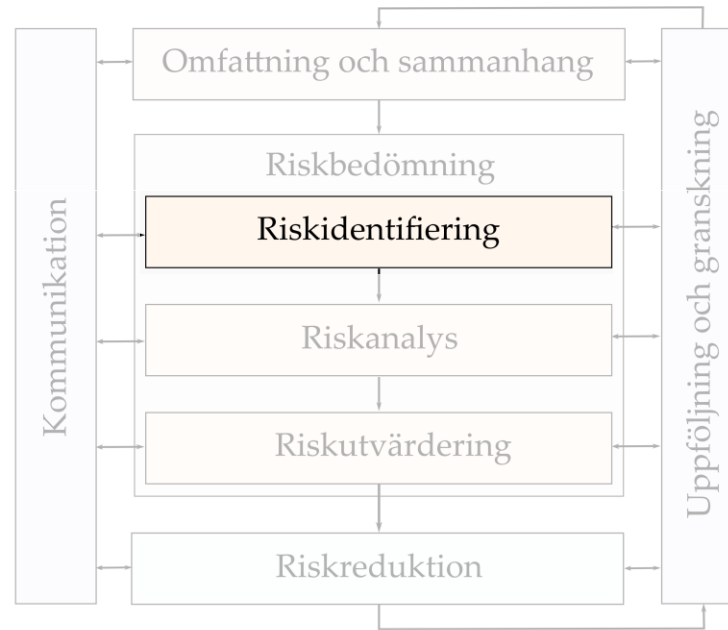 Omfattning och sammanhang
Riskbedömning
Riskidentifiering
Riskanalys
Riskutvärdering
Riskreduktion
Kommunikation
Uppföljning och granskning